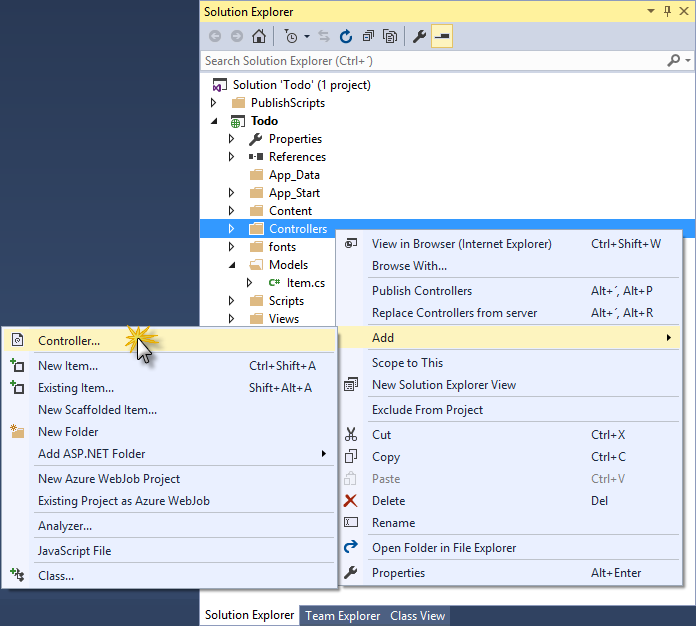 Solution Explorer
Search Solution Explorer (Ctrl+´)
Solution 'Todo' (1 project)
PublishScripts
Todo
Properties
References
App_Data
App_Start
Content
Controllers
fonts
Models
C# Item.cs
Scripts
Views
View in Browser (Internet Explorer) Ctrl+Shift+W
Browse With...
Publish Controllers Alt+´, Alt+P
Replace Controllers from server Alt+´, Alt+R
Add
Scope to This
New Solution Explorer View
Exclude From Project
Cut Ctrl+X
Copy Ctrl+C
Paste Ctrl+V
Delete Del
Rename
Open Folder in File Explorer
Properties Alt+Enter
Controller...
New Item... Ctrl+Shift+A
Existing Item... Shift+Alt+A
New Scaffolded Item...
New Folder
Add ASP.NET Folder
New Azure WebJob Project
Existing Project as Azure WebJob
Analyzer...
JavaScript File
Class...
Solution Explorer Team Explorer Class View